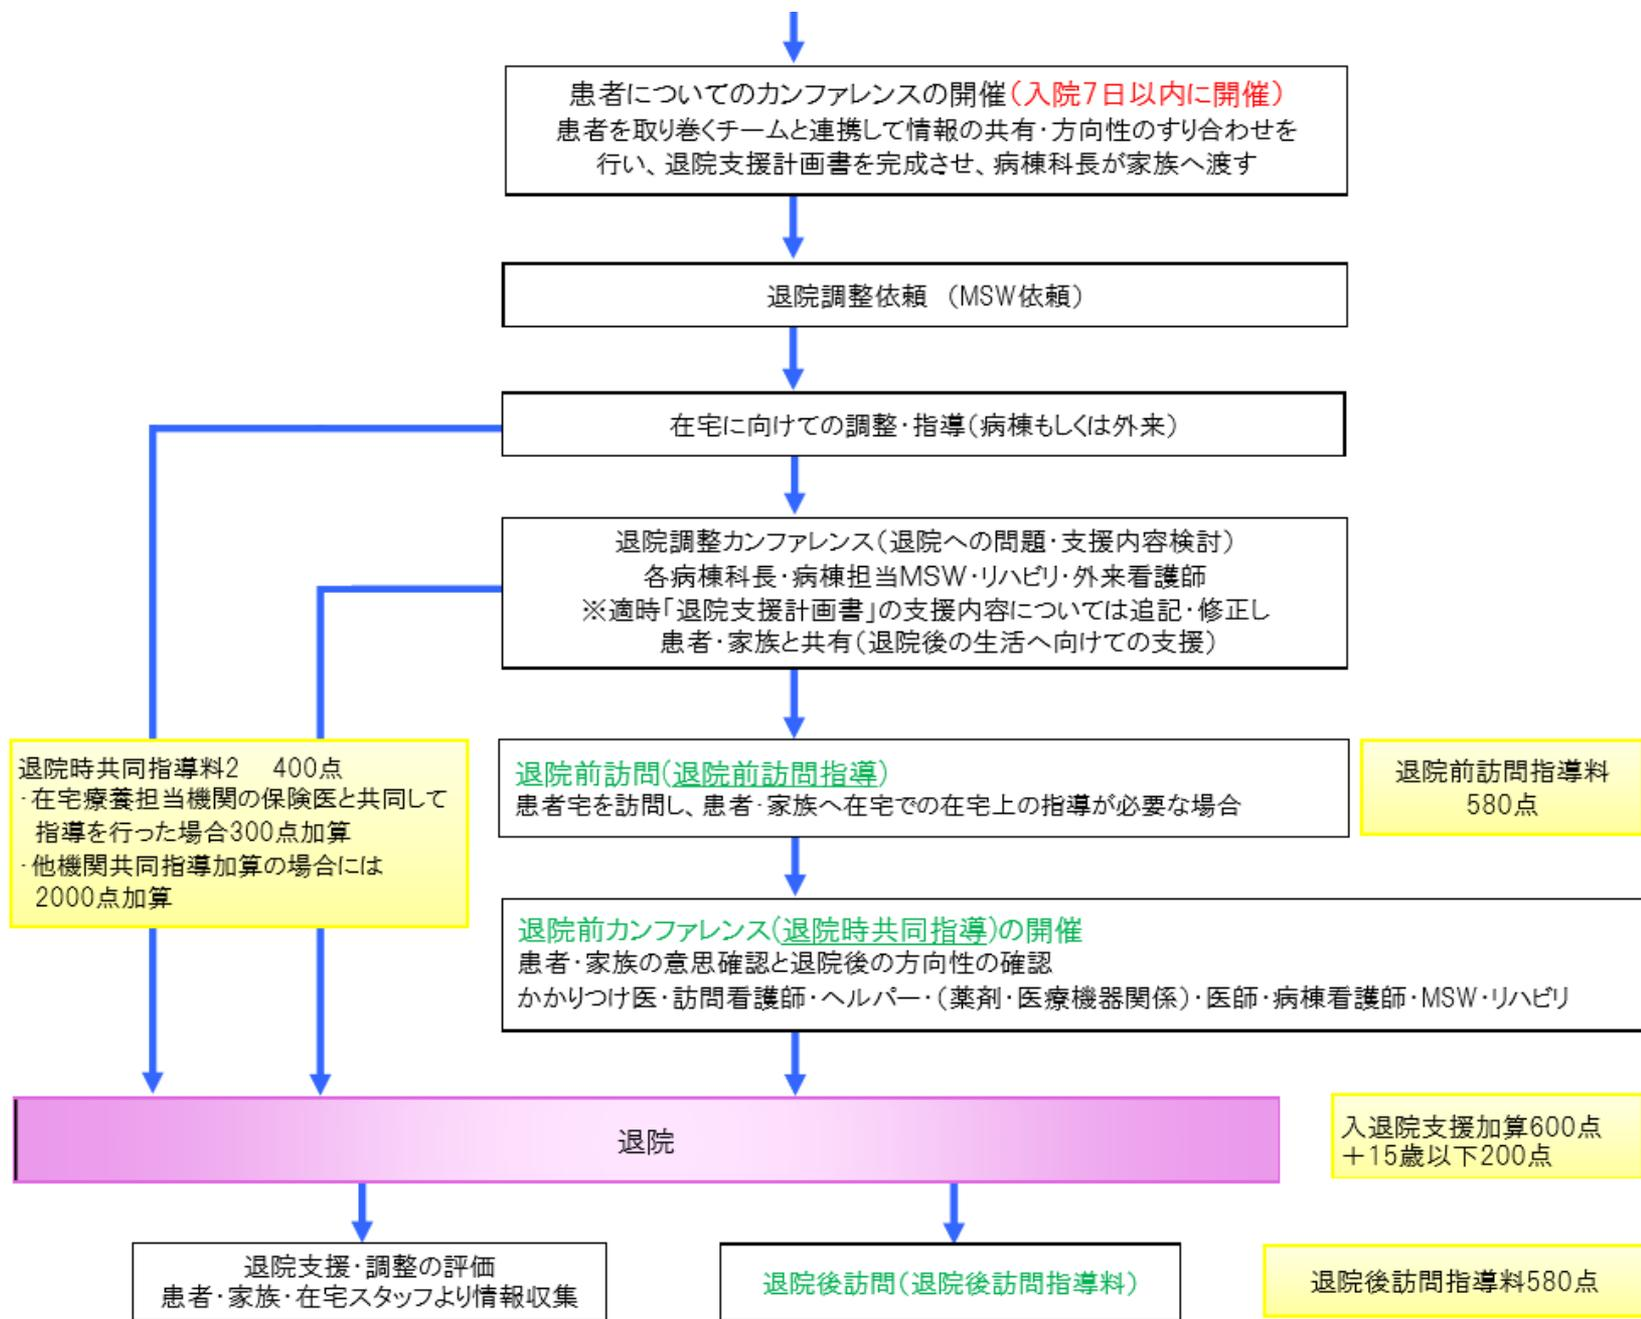 患者についてのカンファレンスの開催(入院7日以内に開催)
患者を取り巻くチームと連携して情報の共有・方向性のすり合わせを
行い、退院支援計画書を完成させ、病棟科長が家族へ渡す
退院調整依頼 (MSW依頼)
在宅に向けての調整・指導(病棟もしくは外来)
退院調整カンファレンス(退院への問題・支援内容検討)
各病棟科長・病棟担当MSW・リハビリ・外来看護師
※適時「退院支援計画書」の支援内容については追記・修正し
患者・家族と共有(退院後の生活へ向けての支援)
退院時共同指導料2 400点
・在宅療養担当機関の保険医と共同して
指導を行った場合300点加算
・他機関共同指導加算の場合には
2000点加算
退院前訪問(退院前訪問指導)
患者宅を訪問し、患者・家族へ在宅での在宅上の指導が必要な場合
退院前訪問指導料
580点
退院前カンファレンス(退院時共同指導)の開催
患者・家族の意思確認と退院後の方向性の確認
かかりつけ医・訪問看護師・ヘルパー・(薬剤・医療機器関係)・医師・病棟看護師・MSW・リハビリ
退院
入退院支援加算600点
+15歳以下200点
退院支援・調整の評価
患者・家族・在宅スタッフより情報収集
退院後訪問(退院後訪問指導料)
退院後訪問指導料580点